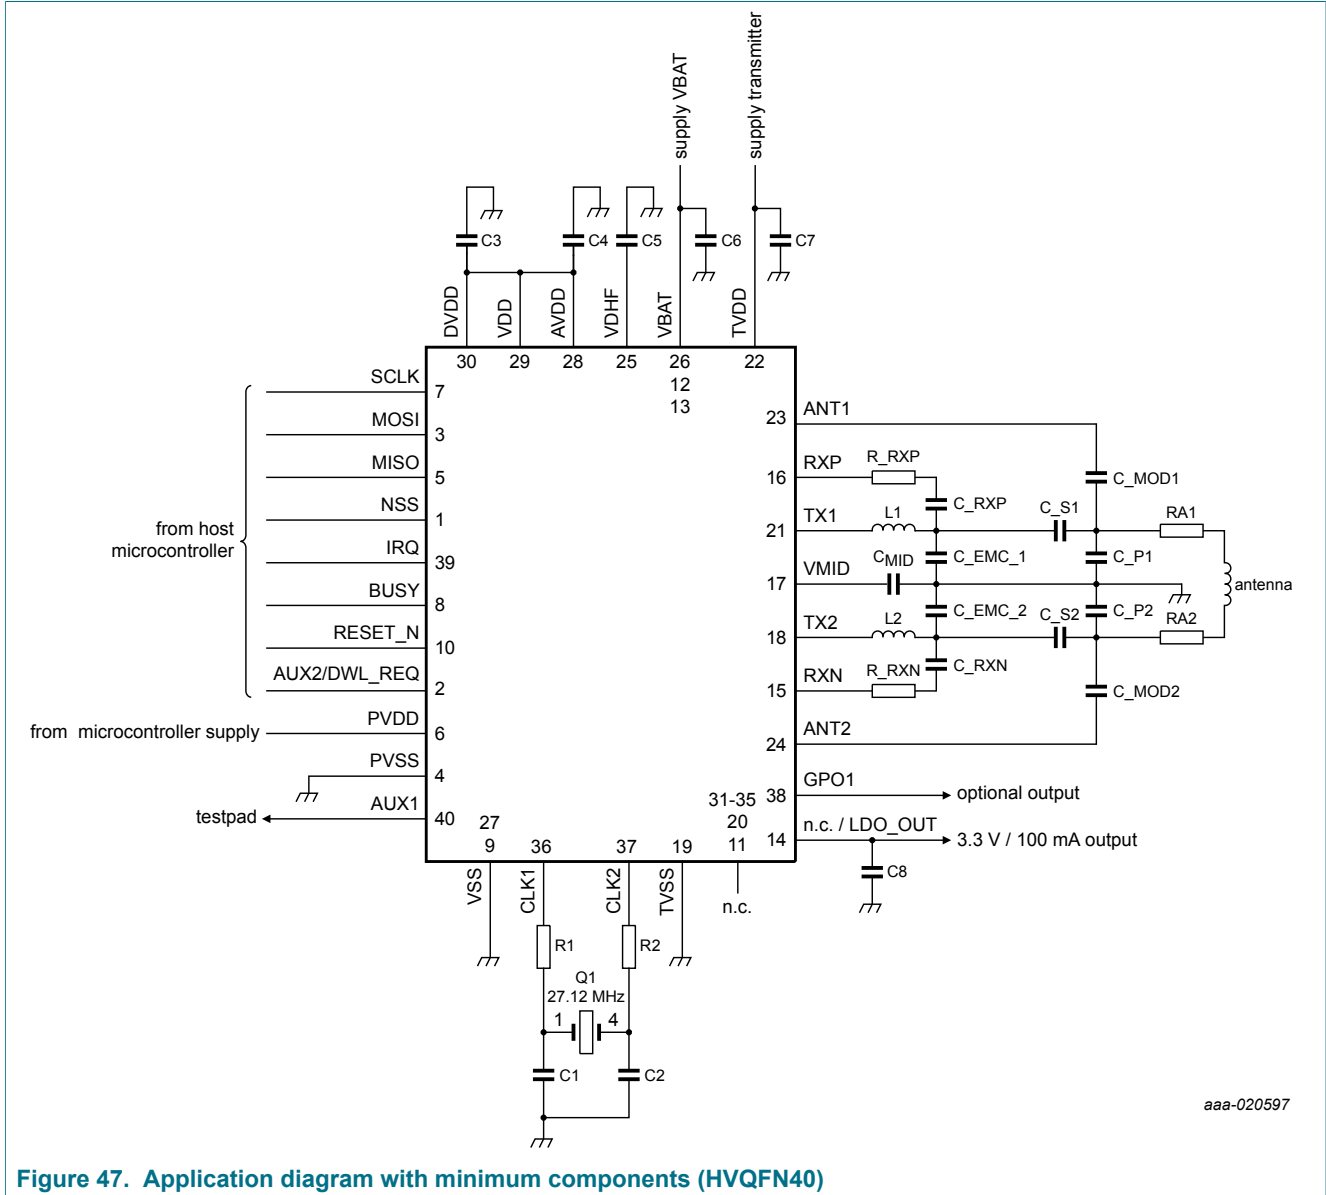 supply VBAT
supply transmitter
C3
C4
C5
C6
C7
DVDD
VDD
AVDD
VDHF
VBAT
TVDD
30
29
28
25
26
22
12
13
SCLK
7
MOSI
3
MISO
5
NSS
1
from host
microcontroller
IRQ
39
BUSY
8
RESET_N
10
AUX2/DWL_REQ
2
from microcontroller supply
PVDD
6
PVSS
4
testpad
AUX1
40
23
ANT1
16
RXP
R_RXP
C_RXP
C_MOD1
21
TX1
L1
C_S1
RA1
17
VMID
CMID
C_EMC_1
C_P1
antenna
18
TX2
L2
C_EMC_2
C_S2
C_P2
RA2
15
RXN
R_RXN
C_RXN
C_MOD2
24
ANT2
38
GPO1
optional output
14
n.c. / LDO_OUT
3.3 V / 100 mA output
C8
27
9
36
37
19
31-35
20
11
VSS
CLK1
CLK2
TVSS
n.c.
R1
R2
Q1
27.12 MHz
1
4
C1
C2
aaa-020597
Figure 47. Application diagram with minimum components (HVQFN40)